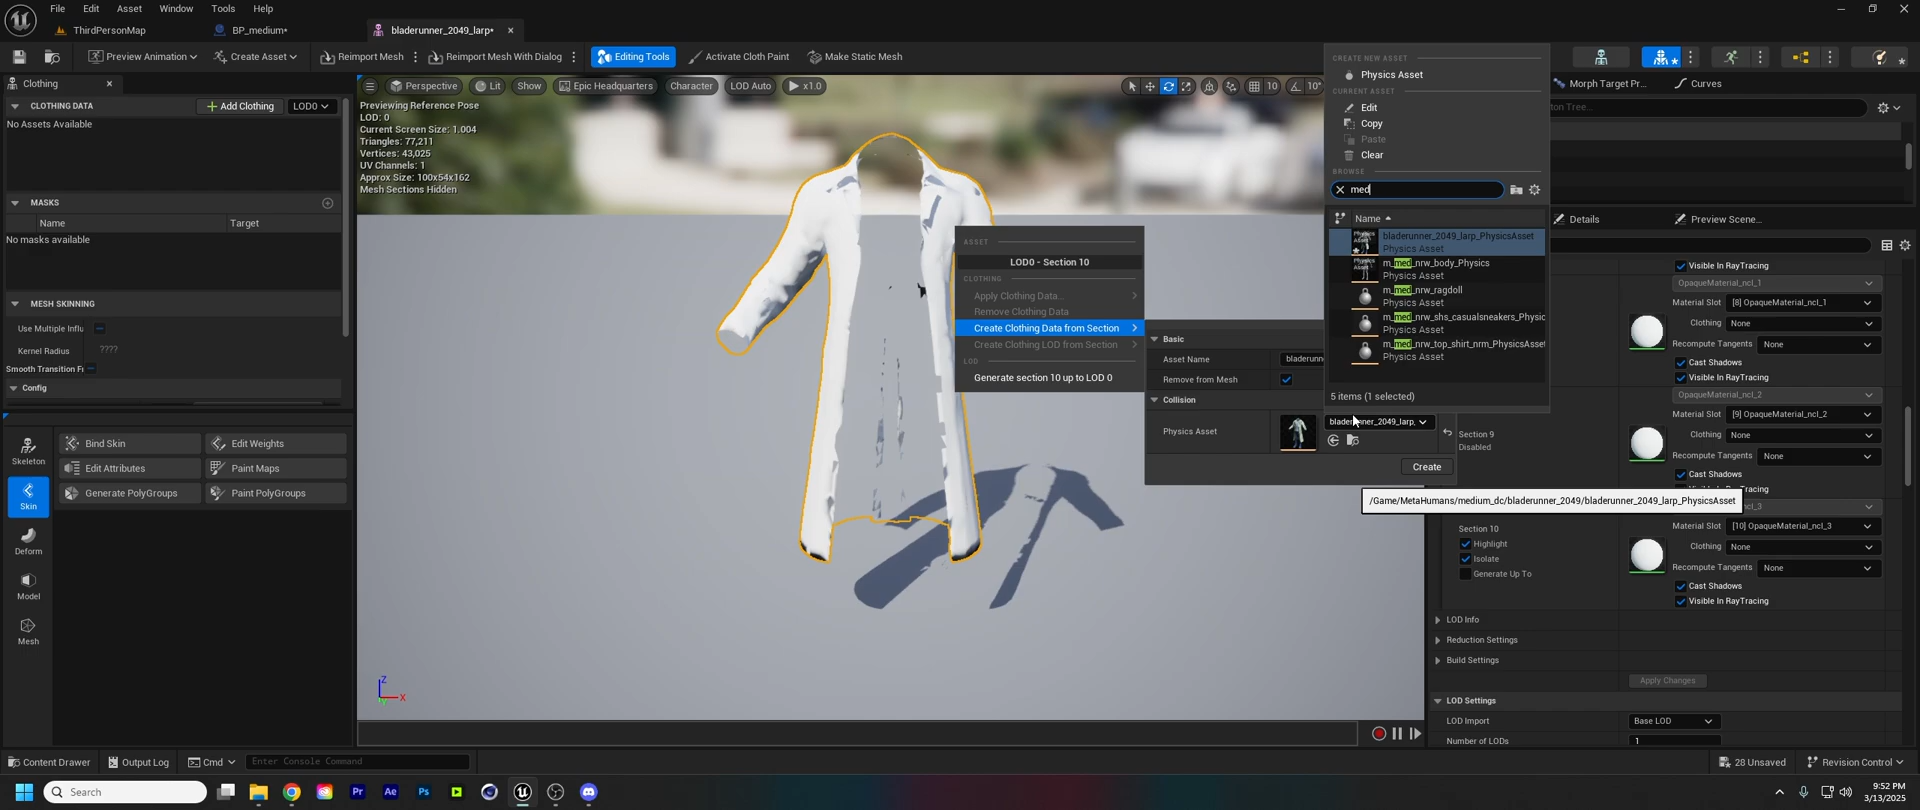 File Edit Asset Window Tools Help
ThirdPersonMap
BP_medium*
bladerunner_2049_larp*
Preview Animation
Create Asset
Reimport Mesh
Reimport Mesh With Dialog
Editing Tools
Activate Cloth Paint
Make Static Mesh
Clothing
CLOTHING DATA
Add Clothing
LOD0
No Assets Available
MASKS
Name Target
No masks available
MESH SKINNING
Use Multiple Influ
Kernel Radius ????
Smooth Transition Fr
Config
Skeleton
Skin
Deform
Model
Mesh
Bind Skin
Edit Weights
Edit Attributes
Paint Maps
Generate PolyGroups
Paint PolyGroups
Perspective
Lit
Show
Epic Headquarters
Character
LOD Auto
x1.0
10
10°
Previewing Reference Pose
LOD: 0
Current Screen Size: 1.004
Triangles: 77,211
Vertices: 43,025
UV Channels: 1
Approx Size: 100x54x162
Mesh Sections Hidden
Z
X
ASSET
LOD0 - Section 10
CLOTHING
Apply Clothing Data...
Remove Clothing Data
Create Clothing Data from Section
Create Clothing LOD from Section
LOD
Generate section 10 up to LOD 0
Basic
Asset Name bladerunn
Remove from Mesh
Collision
Physics Asset
bladerunner_2049_larp_
Create
CREATE NEW ASSET
Physics Asset
CURRENT ASSET
Edit
Copy
Paste
Clear
BROWSE
med
Name
bladerunner_2049_larp_PhysicsAsset
Physics Asset
m_med_nrw_body_Physics
Physics Asset
m_med_nrw_ragdoll
Physics Asset
m_med_nrw_shs_casualsneakers_Physic
Physics Asset
m_med_nrw_top_shirt_nrm_PhysicsAsset
Physics Asset
5 items (1 selected)
/Game/MetaHumans/medium_dc/bladerunner_2049/bladerunner_2049_larp_PhysicsAsset
Morph Target Pr...
Curves
ton Tree...
Details
Preview Scene...
Visible In RayTracing
OpaqueMaterial_ncl_1
Material Slot [8] OpaqueMaterial_ncl_1
Clothing None
Recompute Tangents None
Cast Shadows
Visible In RayTracing
OpaqueMaterial_ncl_2
Material Slot [9] OpaqueMaterial_ncl_2
Section 9
Disabled
Clothing None
Recompute Tangents None
Cast Shadows
ncl_3
Material Slot [10] OpaqueMaterial_ncl_3
Section 10
Highlight
Isolate
Generate Up To
Clothing None
Recompute Tangents None
Cast Shadows
Visible In RayTracing
LOD Info
Reduction Settings
Build Settings
Apply Changes
LOD Settings
LOD Import Base LOD
Number of LODs 1
Content Drawer
Output Log
Cmd
Enter Console Command
28 Unsaved
Revision Control
Search
Pr
Ae
Ps
9:52 PM
3/13/2025